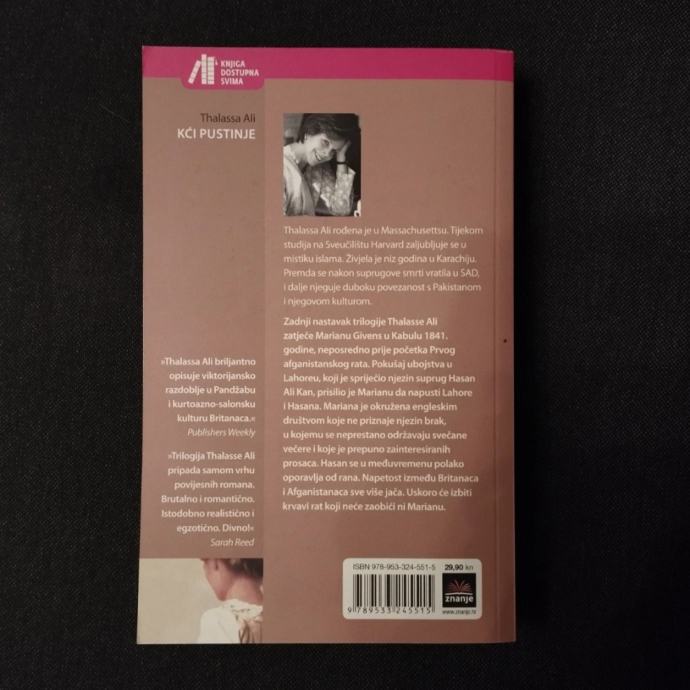 KNJIGA
DOSTUPNA
SVIMA
Thalassa Ali
KĆI PUSTINJE
Thalassa Ali rođena je u Massachusettsu. Tijekom
studija na Sveučilištu Harvard zaljubljuje se u
mistiku islama. Živjela je niz godina u Karachiju.
Premda se nakon suprugove smrti vratila u SAD,
i dalje njeguje duboku povezanost s Pakistanom
i njegovom kulturom.
Zadnji nastavak trilogije Thalasse Ali
zatječe Marianu Givens u Kabulu 1841.
godine, neposredno prije početka Prvog
afganistanskog rata. Pokušaj ubojstva u
Lahoreu, koji je spriječio njezin suprug Hasan
Ali Kan, prisilio je Marianu da napusti Lahore
i Hasana. Mariana je okružena engleskim
društvom koje ne priznaje njezin brak,
u kojemu se neprestano održavaju svečane
večere i koje je prepuno zainteresiranih
prosaca. Hasan se u međuvremenu polako
oporavlja od rana. Napetost između Britanaca
i Afganistanaca sve više jača. Uskoro će izbiti
krvavi rat koji neće zaobići ni Marianu.
»Thalassa Ali briljantno
opisuje viktorijansko
razdoblje u Pandžabu
i kurtoazno-salonsku
kulturu Britanaca.«
Publishers Weekly
»Trilogija Thalasse Ali
pripada samom vrhu
povijesnih romana.
Brutalno i romantično.
Istodobno realistično i
egzotično. Divno!«
Sarah Reed
ISBN 978-953-324-551-5
29,90 kn
9 789533 245515
znanje
www.znanje.hr